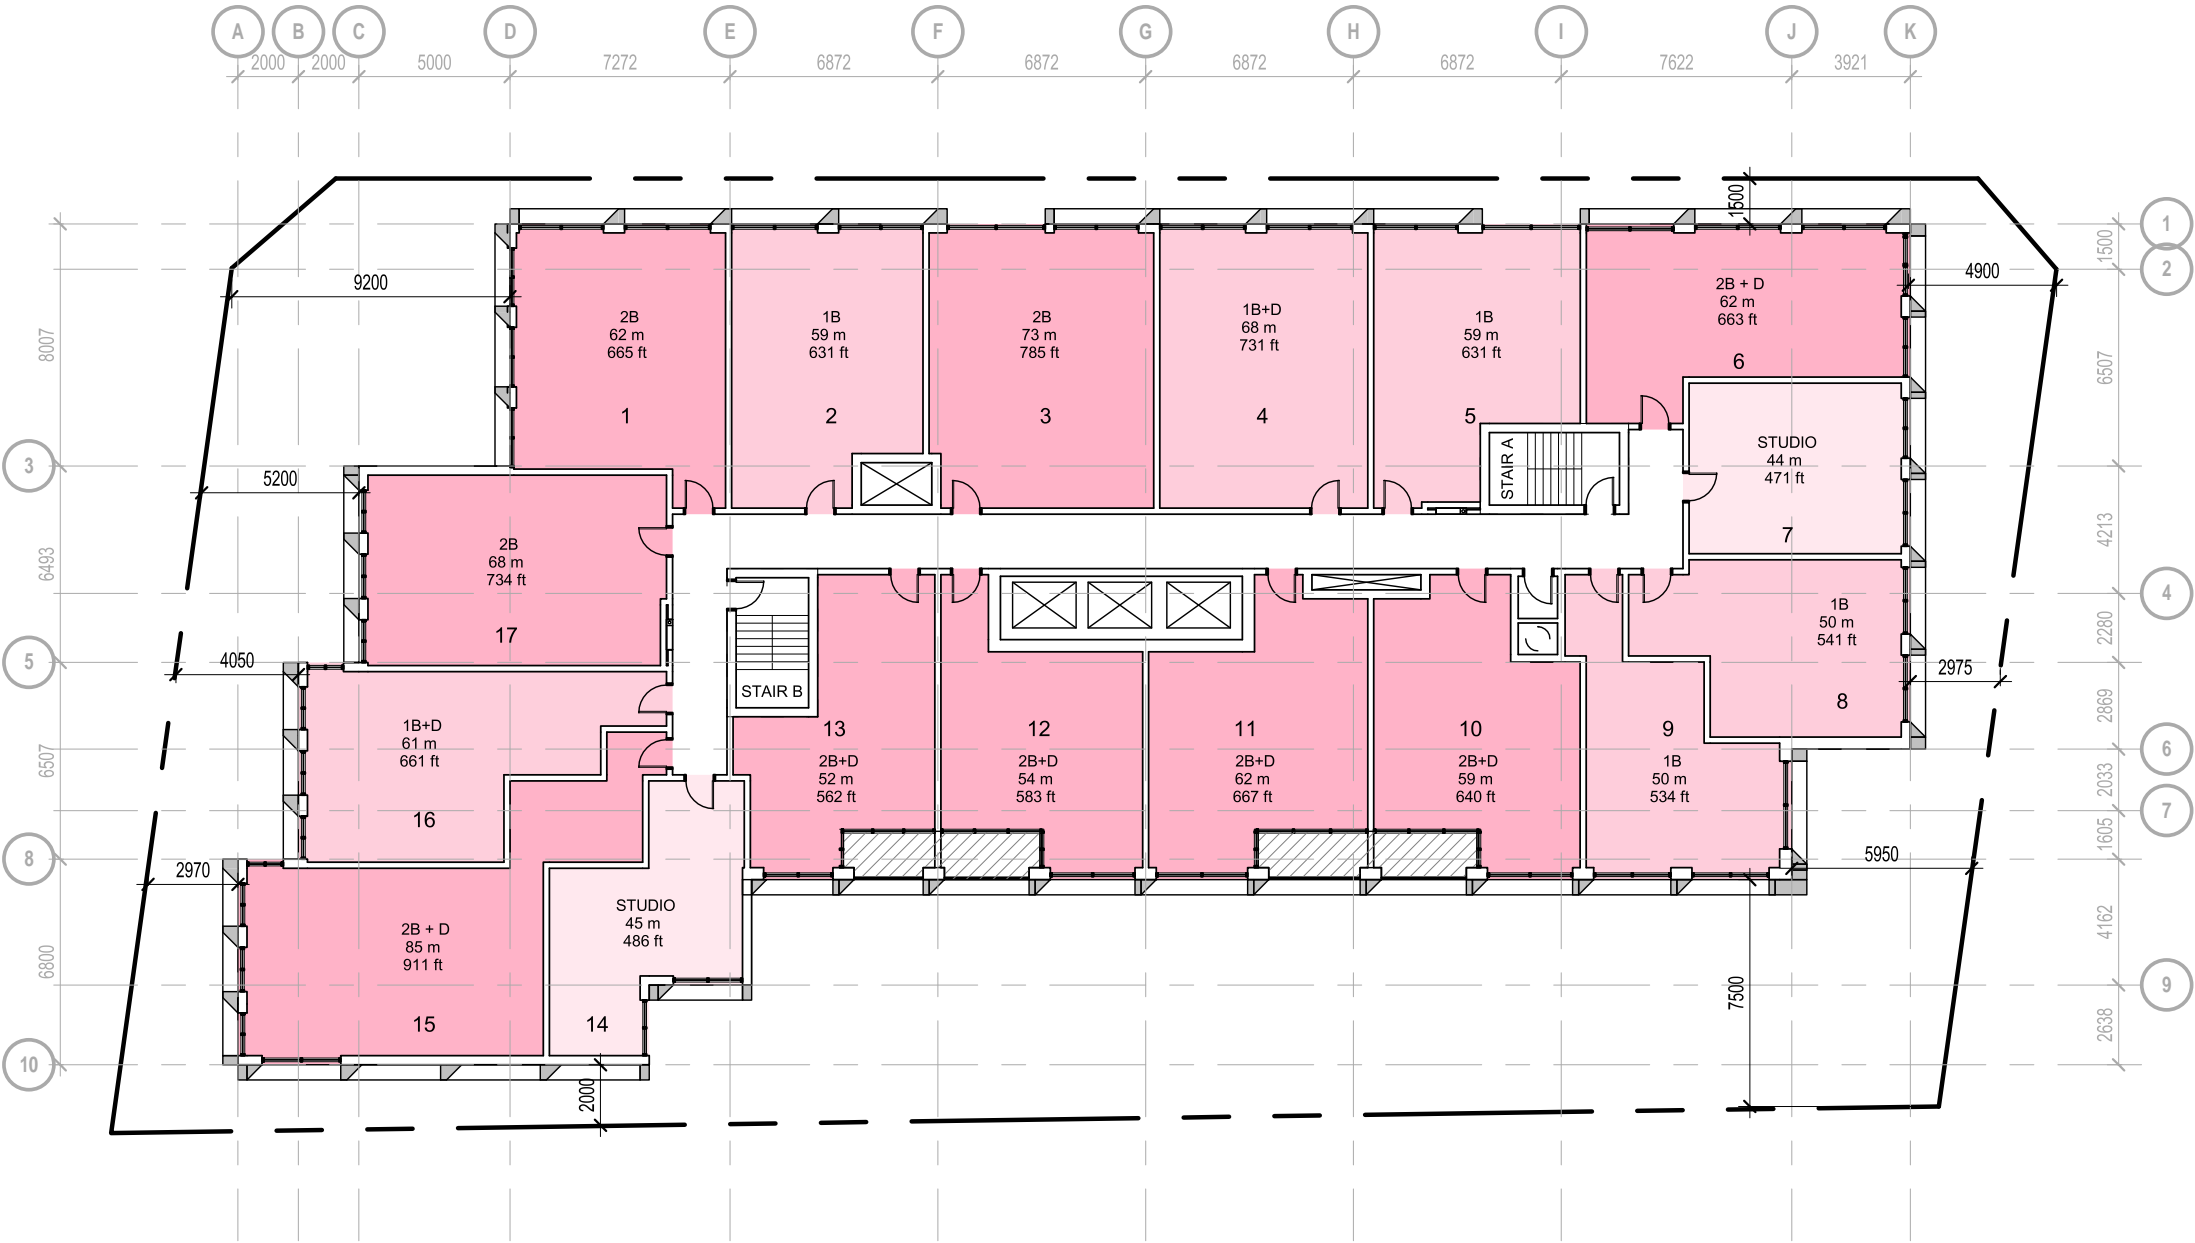 A B C D E F G H I J K
2000 2000 5000 7272 6872 6872 6872 6872 7622 3921
1500
1
1500
2
9200
4900
2B
62 m
665 ft
1
1B
59 m
631 ft
2
2B
73 m
785 ft
3
1B+D
68 m
731 ft
4
1B
59 m
631 ft
5
2B + D
62 m
663 ft
6
8007
6507
STAIR A
STUDIO
44 m
471 ft
7
3
5200
4213
6493
2B
68 m
734 ft
17
4
2280
1B
50 m
541 ft
8
5
4050
2975
STAIR B
2869
1B+D
61 m
661 ft
16
13
2B+D
52 m
562 ft
12
2B+D
54 m
583 ft
11
2B+D
62 m
667 ft
10
2B+D
59 m
640 ft
9
1B
50 m
534 ft
6
6507
2033
7
1605
8
2970
5950
2B + D
85 m
911 ft
15
STUDIO
45 m
486 ft
14
4162
6800
7500
9
2638
10
2000